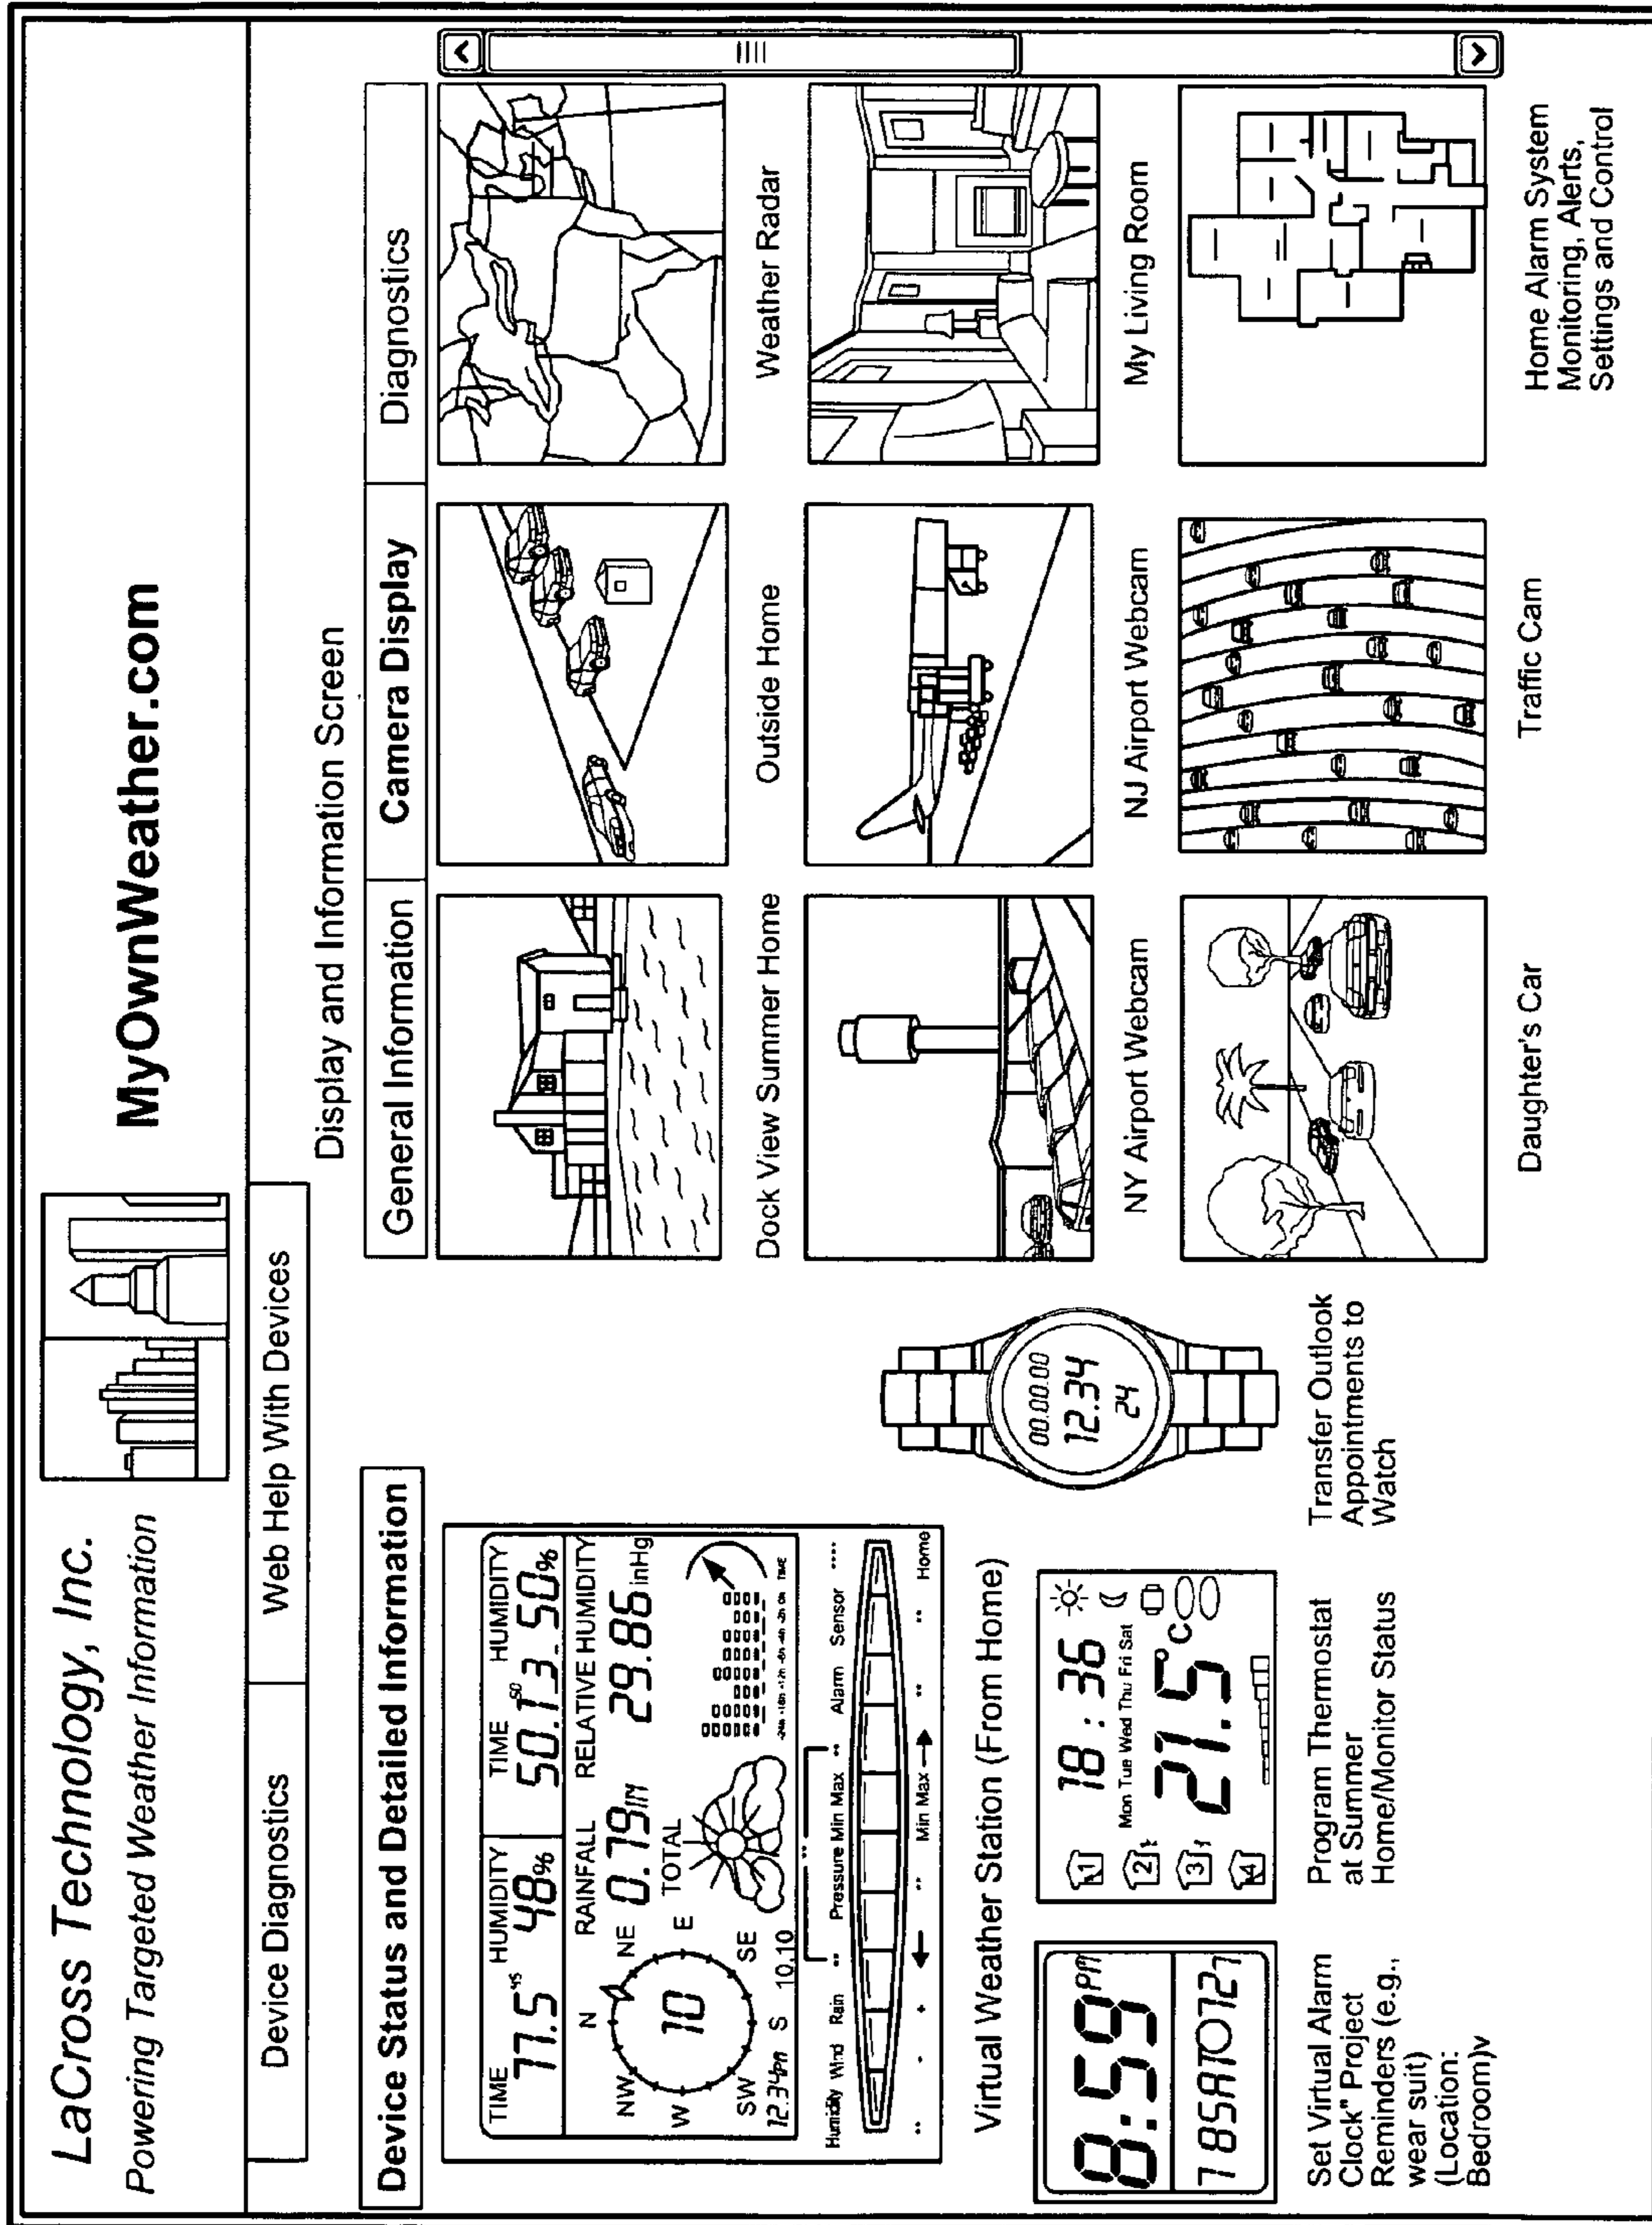 LaCross Technology, Inc.
Powering Targeted Weather Information
MyOwnWeather.com
Device Diagnostics
Web Help With Devices
Display and Information Screen
Device Status and Detailed Information
General Information
Camera Display
Diagnostics
TIME HUMIDITY TIME HUMIDITY
77.5 48% 50.T3.50%
N RAINFALL RELATIVE HUMIDITY
NW NE 0.79IN 29.86 inHg
W 10 E TOTAL
SW SE
12.34pm S 10,10
Humidity Wind Rain Pressure Min Max Alarm Sensor
Min Max Home
Virtual Weather Station (From Home)
8:59 PM
1 18:36
2 Mon Tue Wed Thu Fri Sat
3 21.5°C
4
00.00.00
12.34
24
Set Virtual Alarm
Clock" Project
Reminders (e.g.,
wear suit)
(Location:
Bedroom)v
Program Thermostat
at Summer
Home/Monitor Status
Transfer Outlook
Appointments to
Watch
Dock View Summer Home
Outside Home
Weather Radar
NY Airport Webcam
NJ Airport Webcam
My Living Room
Daughter's Car
Traffic Cam
Home Alarm System
Monitoring, Alerts,
Settings and Control